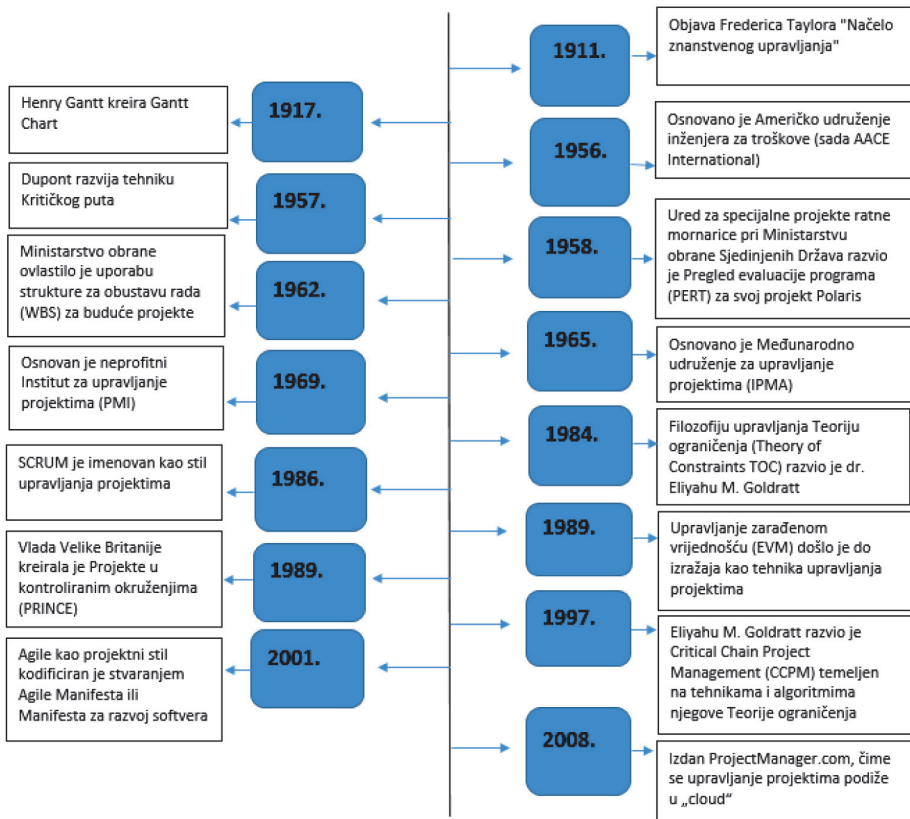 1911.
Objava Frederica Taylora "Načelo
znanstvenog upravljanja"
1917.
Henry Gantt kreira Gantt
Chart
1956.
Osnovano je Američko udruženje
inženjera za troškove (sada AACE
International)
1957.
Dupont razvija tehniku
Kritičkog puta
1958.
Ured za specijalne projekte ratne
mornarice pri Ministarstvu
obrane Sjedinjenih Država razvio
je Pregled evaluacije programa
(PERT) za svoj projekt Polaris
1962.
Ministarstvo obrane
ovlastilo je uporabu
strukture za obustavu rada
(WBS) za buduće projekte
1965.
Osnovano je Međunarodno
udruženje za upravljanje
projektima (IPMA)
1969.
Osnovan je neprofitni
Institut za upravljanje
projektima (PMI)
1984.
Filozofiju upravljanja Teoriju
ograničenja (Theory of
Constraints TOC) razvio je dr.
Eliyahu M. Goldratt
1986.
SCRUM je imenovan kao stil
upravljanja projektima
1989.
Upravljanje zarađenom
vrijednošću (EVM) došlo je do
izražaja kao tehnika upravljanja
projektima
1989.
Vlada Velike Britanije
kreirala je Projekte u
kontroliranim okruženjima
(PRINCE)
1997.
Eliyahu M. Goldratt razvio je
Critical Chain Project
Management (CCPM) temeljen
na tehnikama i algoritmima
njegove Teorije ograničenja
2001.
Agile kao projektni stil
kodificiran je stvaranjem
Agile Manifesta ili
Manifesta za razvoj softvera
2008.
Izdan ProjectManager.com, čime
se upravljanje projektima podiže
u „cloud“